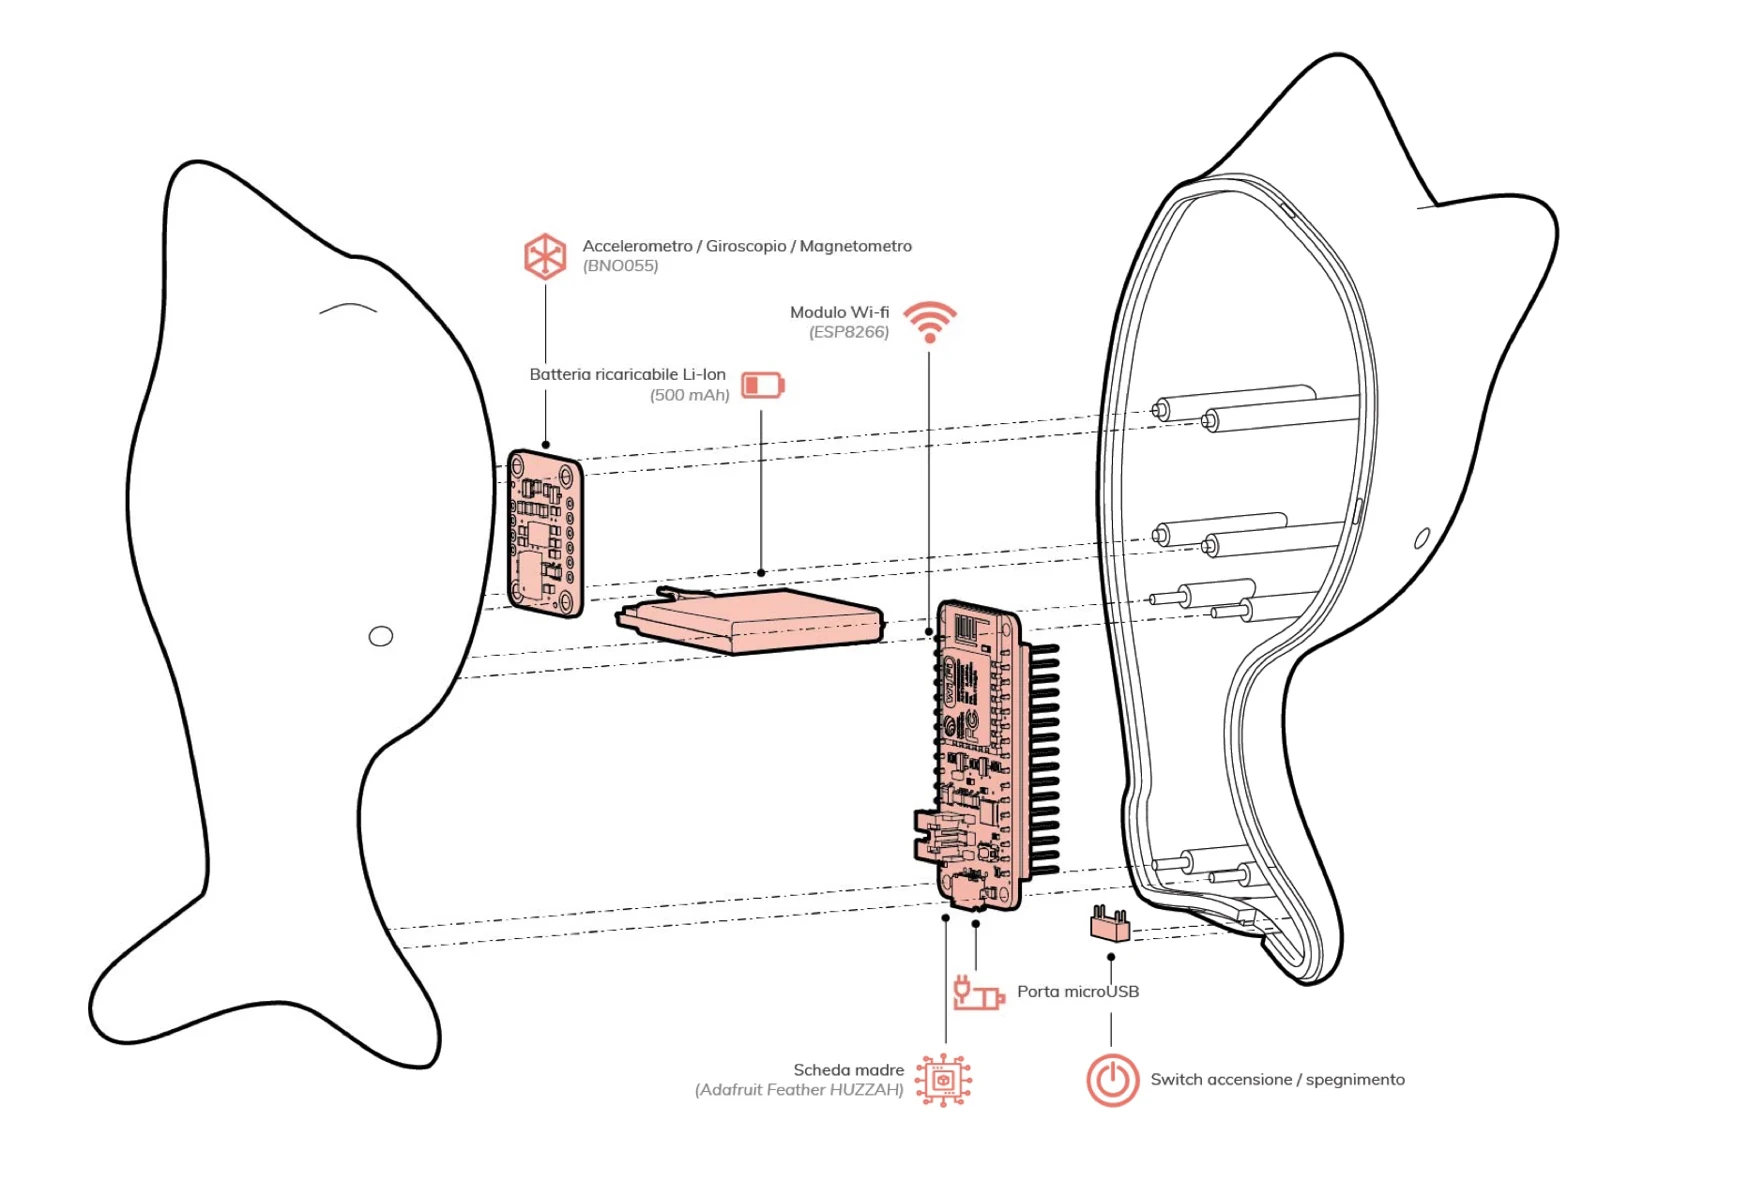 Accelerometro / Giroscopio / Magnetometro
(BNO055)
Modulo Wi-fi
(ESP8266)
Batteria ricaricabile Li-Ion
(500 mAh)
WiFi
Porta microUSB
Scheda madre
(Adafruit Feather HUZZAH)
Switch accensione / spegnimento